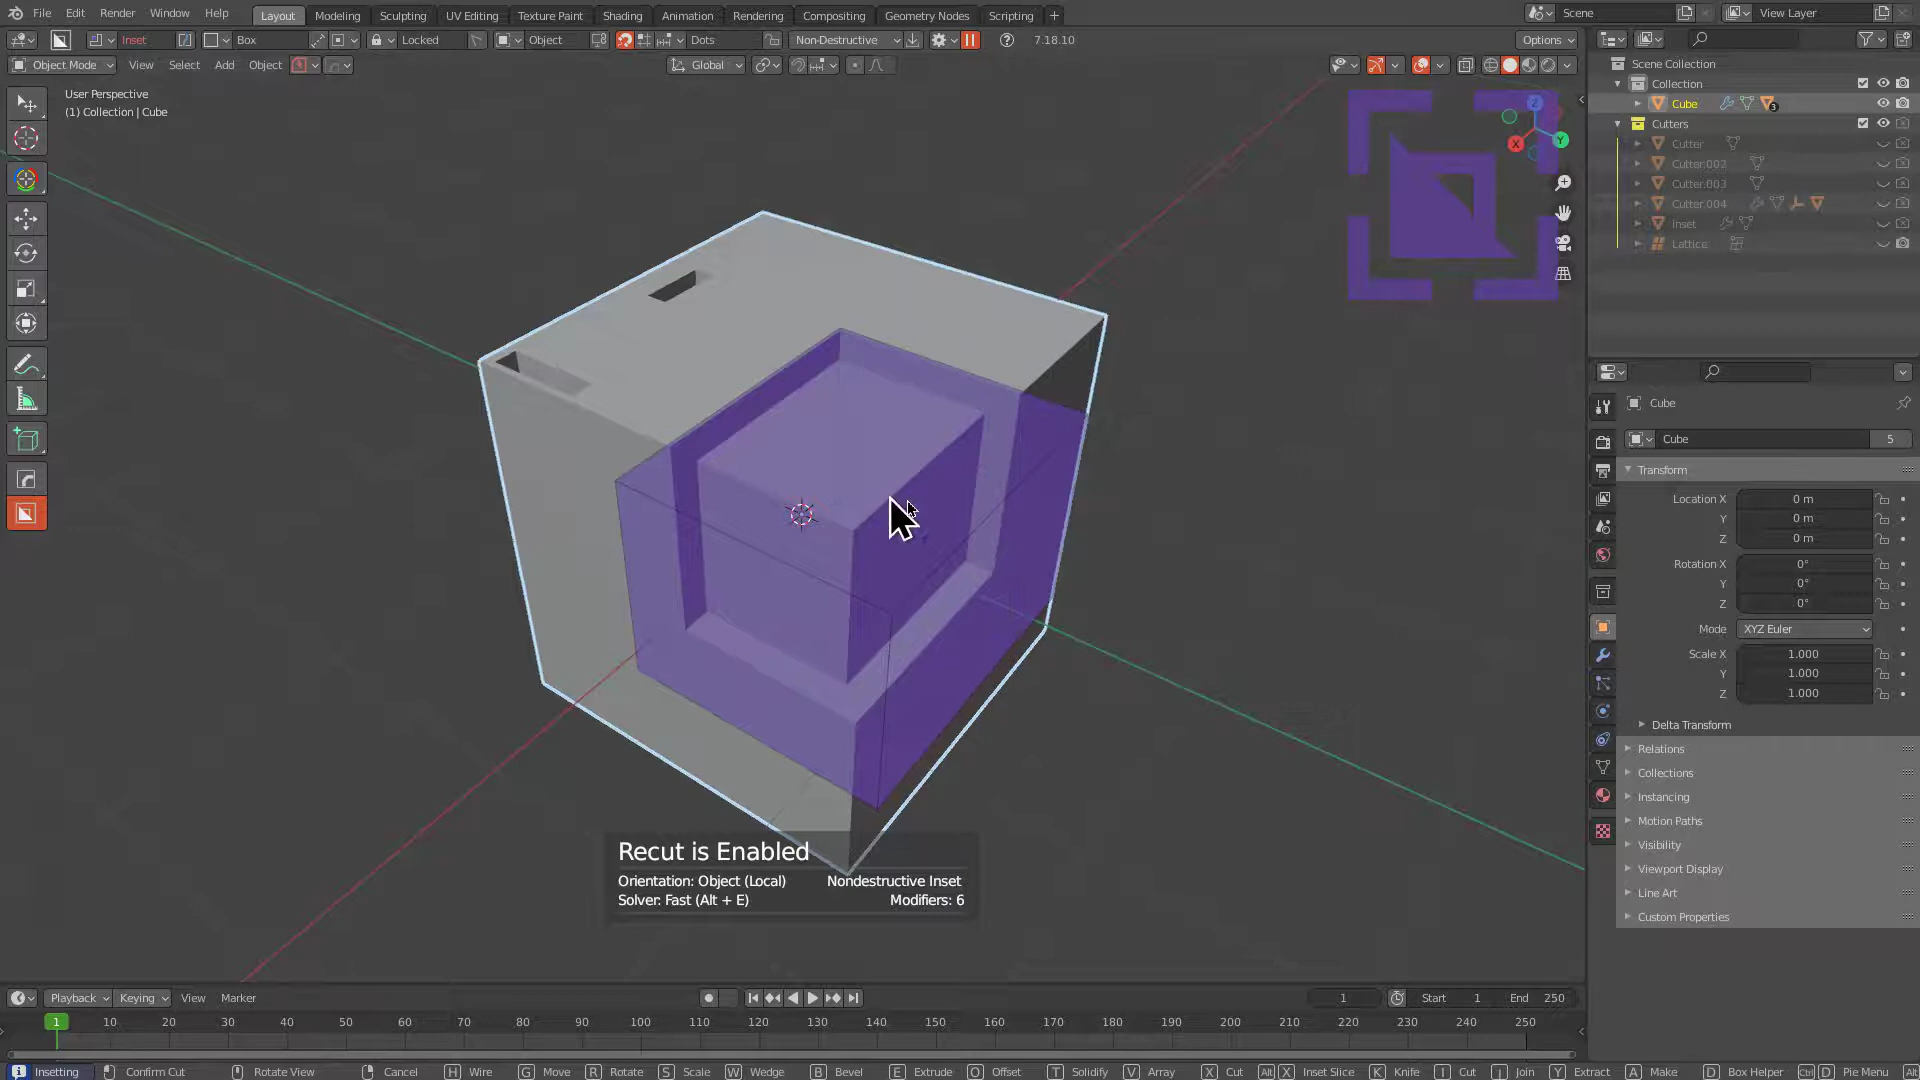 File Edit Render Window Help Layout Modeling Sculpting UV Editing Texture Paint Shading Animation Rendering Compositing Geometry Nodes Scripting + Scene View Layer
Inset Box Locked Object Dots Non-Destructive 7.18.10 Options
Object Mode View Select Add Object Global
User Perspective
(1) Collection | Cube
Z
X Y
Scene Collection
Collection
Cube 3
Cutters
Cutter
Cutter.002
Cutter.003
Cutter.004
Inset
Lattice
Cube
Cube 5
Transform
Location X 0 m
Y 0 m
Z 0 m
Rotation X 0°
Y 0°
Z 0°
Mode XYZ Euler
Scale X 1.000
Y 1.000
Z 1.000
Delta Transform
Relations
Collections
Instancing
Motion Paths
Visibility
Viewport Display
Line Art
Custom Properties
Recut is Enabled
Orientation: Object (Local) Nondestructive Inset
Solver: Fast (Alt + E) Modifiers: 6
Playback Keying View Marker 1 Start 1 End 250
1 10 20 30 40 50 60 70 80 90 100 110 120 130 140 150 160 170 180 190 200 210 220 230 240 250
Insetting Confirm Cut Rotate View Cancel H Wire G Move R Rotate S Scale W Wedge B Bevel E Extrude O Offset T Solidify V Array X Cut Alt X Inset Slice K Knife I Cut J Join Y Extract A Make D Box Helper Ctrl D Pie Menu Alt